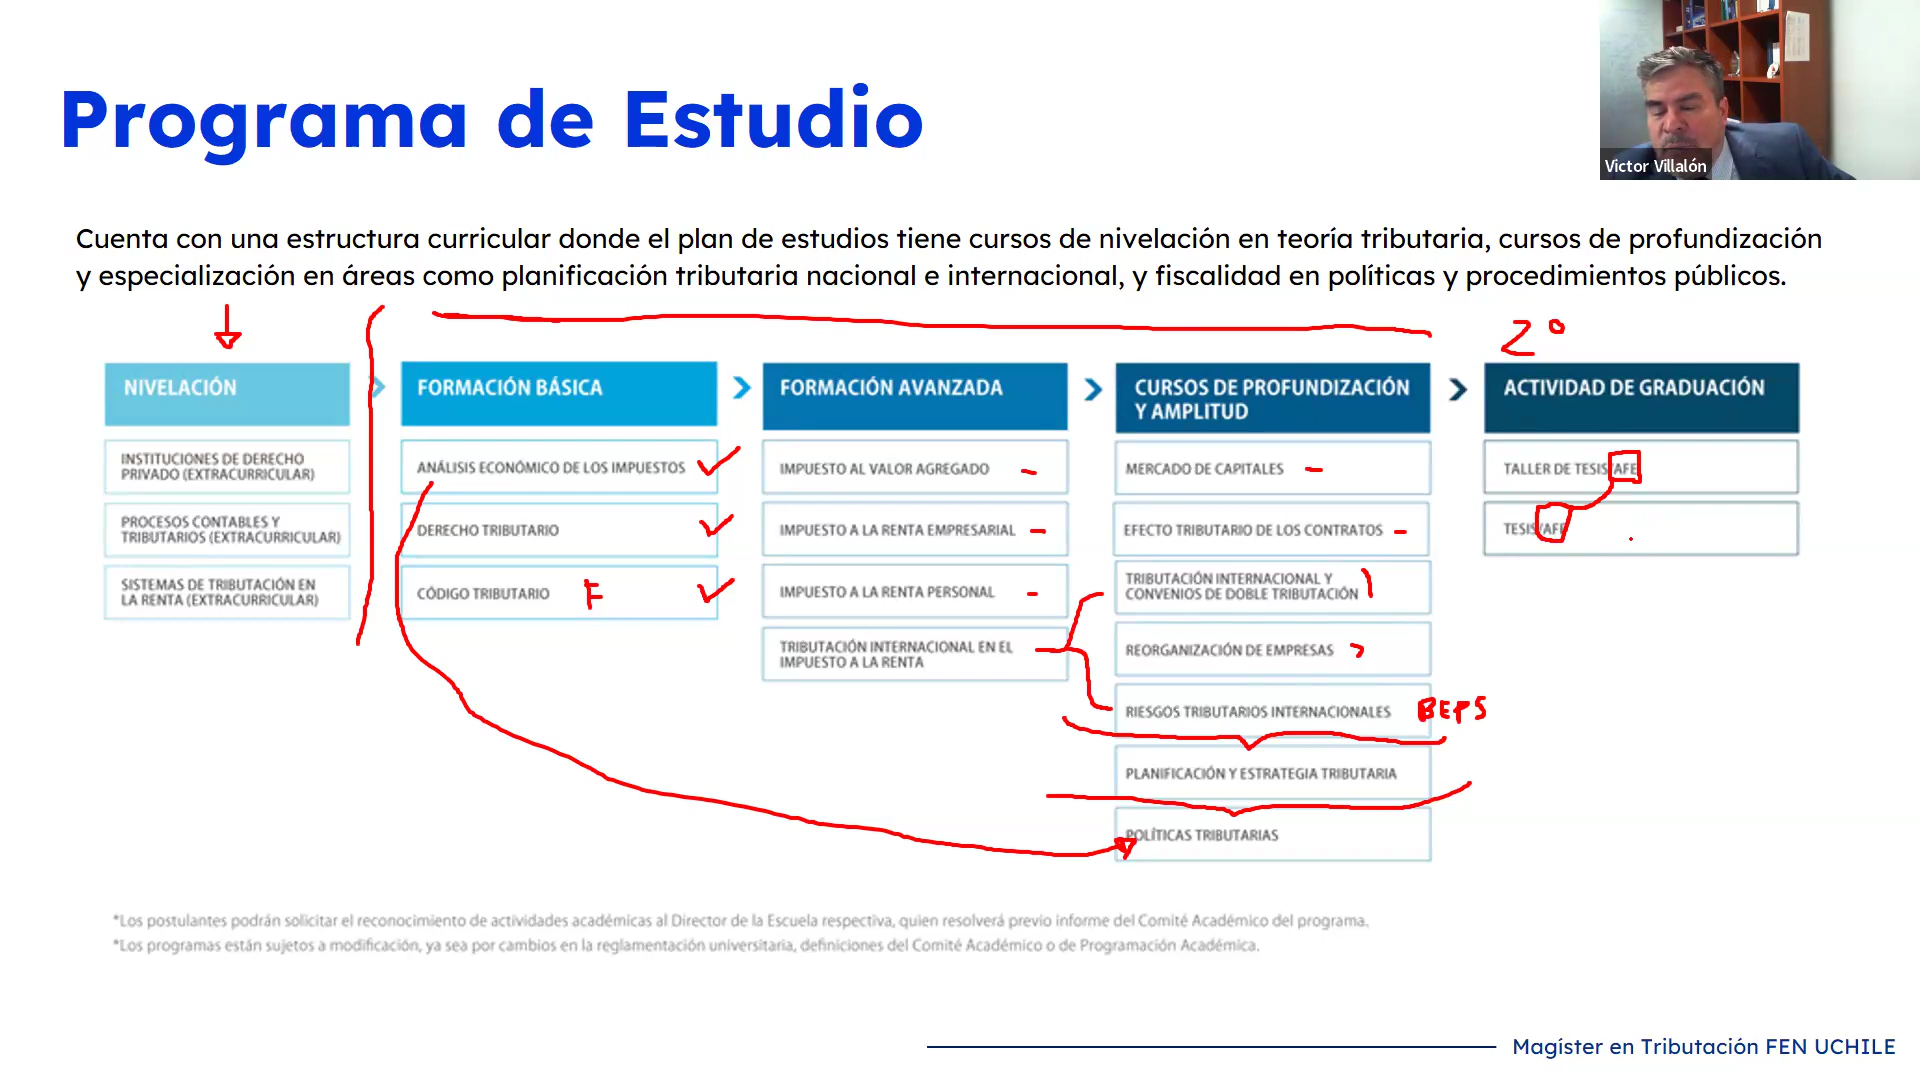 Programa de Estudio
Victor Villalón
Cuenta con una estructura curricular donde el plan de estudios tiene cursos de nivelación en teoría tributaria, cursos de profundización
y especialización en áreas como planificación tributaria nacional e internacional, y fiscalidad en políticas y procedimientos públicos.
2º
NIVELACIÓN
INSTITUCIONES DE DERECHO
PRIVADO (EXTRACURRICULAR)
PROCESOS CONTABLES Y
TRIBUTARIOS (EXTRACURRICULAR)
SISTEMAS DE TRIBUTACIÓN EN
LA RENTA (EXTRACURRICULAR)
FORMACIÓN BÁSICA
ANÁLISIS ECONÓMICO DE LOS IMPUESTOS
DERECHO TRIBUTARIO
CÓDIGO TRIBUTARIO F
FORMACIÓN AVANZADA
IMPUESTO AL VALOR AGREGADO
IMPUESTO A LA RENTA EMPRESARIAL
IMPUESTO A LA RENTA PERSONAL
TRIBUTACIÓN INTERNACIONAL EN EL
IMPUESTO A LA RENTA
CURSOS DE PROFUNDIZACIÓN
Y AMPLITUD
MERCADO DE CAPITALES
EFECTO TRIBUTARIO DE LOS CONTRATOS
TRIBUTACIÓN INTERNACIONAL Y
CONVENIOS DE DOBLE TRIBUTACIÓN
REORGANIZACIÓN DE EMPRESAS
RIESGOS TRIBUTARIOS INTERNACIONALES BEPS
PLANIFICACIÓN Y ESTRATEGIA TRIBUTARIA
POLÍTICAS TRIBUTARIAS
ACTIVIDAD DE GRADUACIÓN
TALLER DE TESIS/AFE
TESIS/AFE
*Los postulantes podrán solicitar el reconocimiento de actividades académicas al Director de la Escuela respectiva, quien resolverá previo informe del Comité Académico del programa.
*Los programas están sujetos a modificación, ya sea por cambios en la reglamentación universitaria, definiciones del Comité Académico o de Programación Académica.
Magíster en Tributación FEN UCHILE